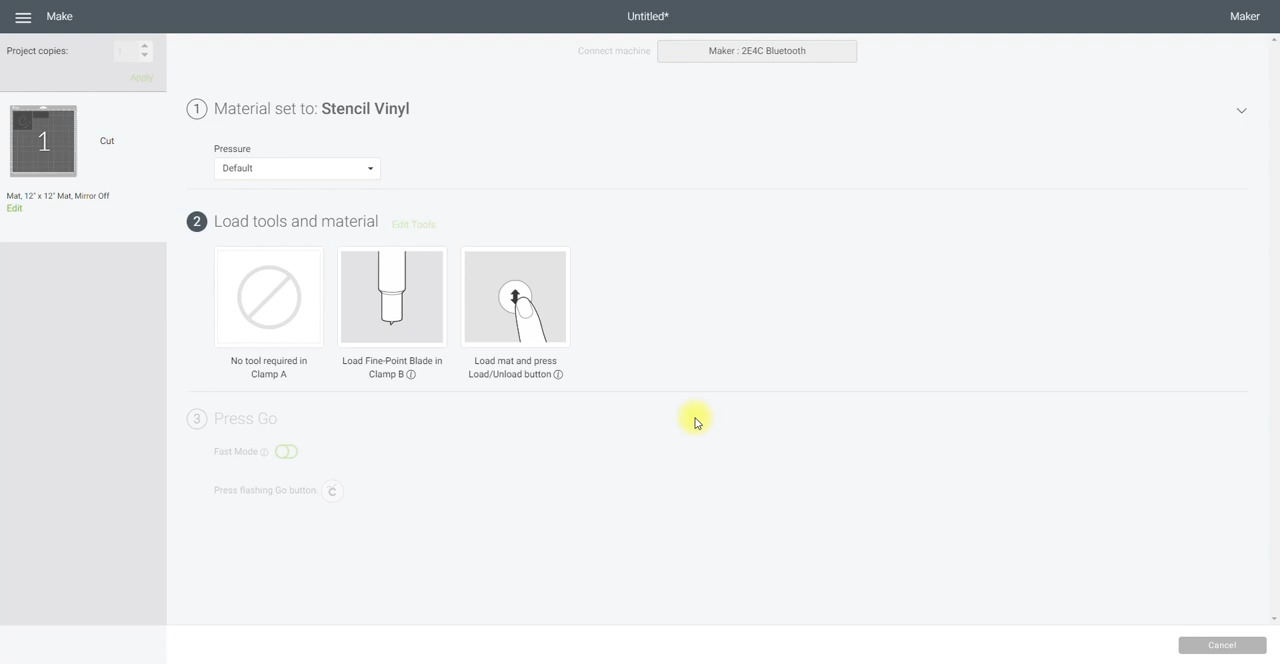 Make
Untitled*
Maker
Project copies:
1
Apply
Connect machine
Maker : 2E4C Bluetooth
1 Material set to: Stencil Vinyl
1
Cut
Pressure
Default
Mat, 12" x 12" Mat, Mirror Off
Edit
2 Load tools and material Edit Tools
No tool required in
Clamp A
Load Fine-Point Blade in
Clamp B i
Load mat and press
Load/Unload button i
3 Press Go
Fast Mode i
Press flashing Go button. C
Cancel